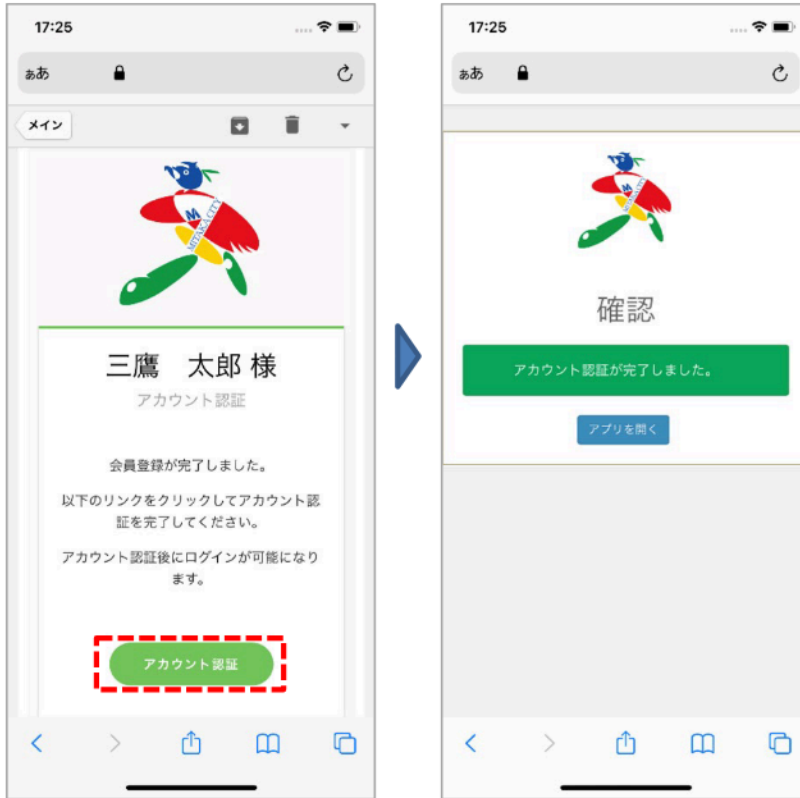 17:25
ぁあ
メイン
M
MITAKA CITY
三鷹　太郎 様
アカウント認証
会員登録が完了しました。
以下のリンクをクリックしてアカウント認
証を完了してください。
アカウント認証後にログインが可能になり
ます。
アカウント認証
17:25
ぁあ
M
MITAKA CITY
確認
アカウント認証が完了しました。
アプリを開く